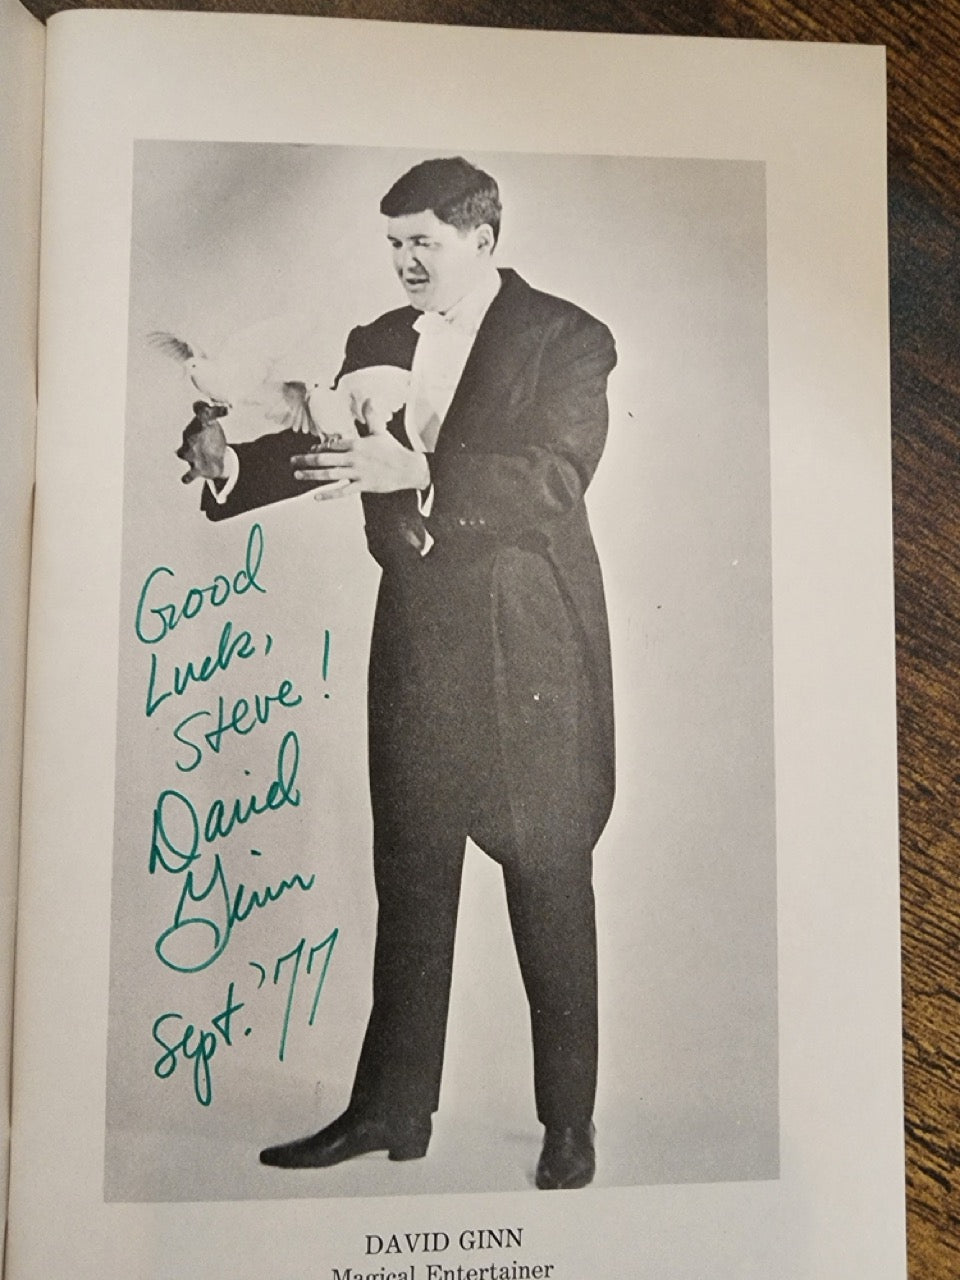 Good
Luck,
Steve!
David
Ginn
Sept. '77
DAVID GINN
Magical Entertainer